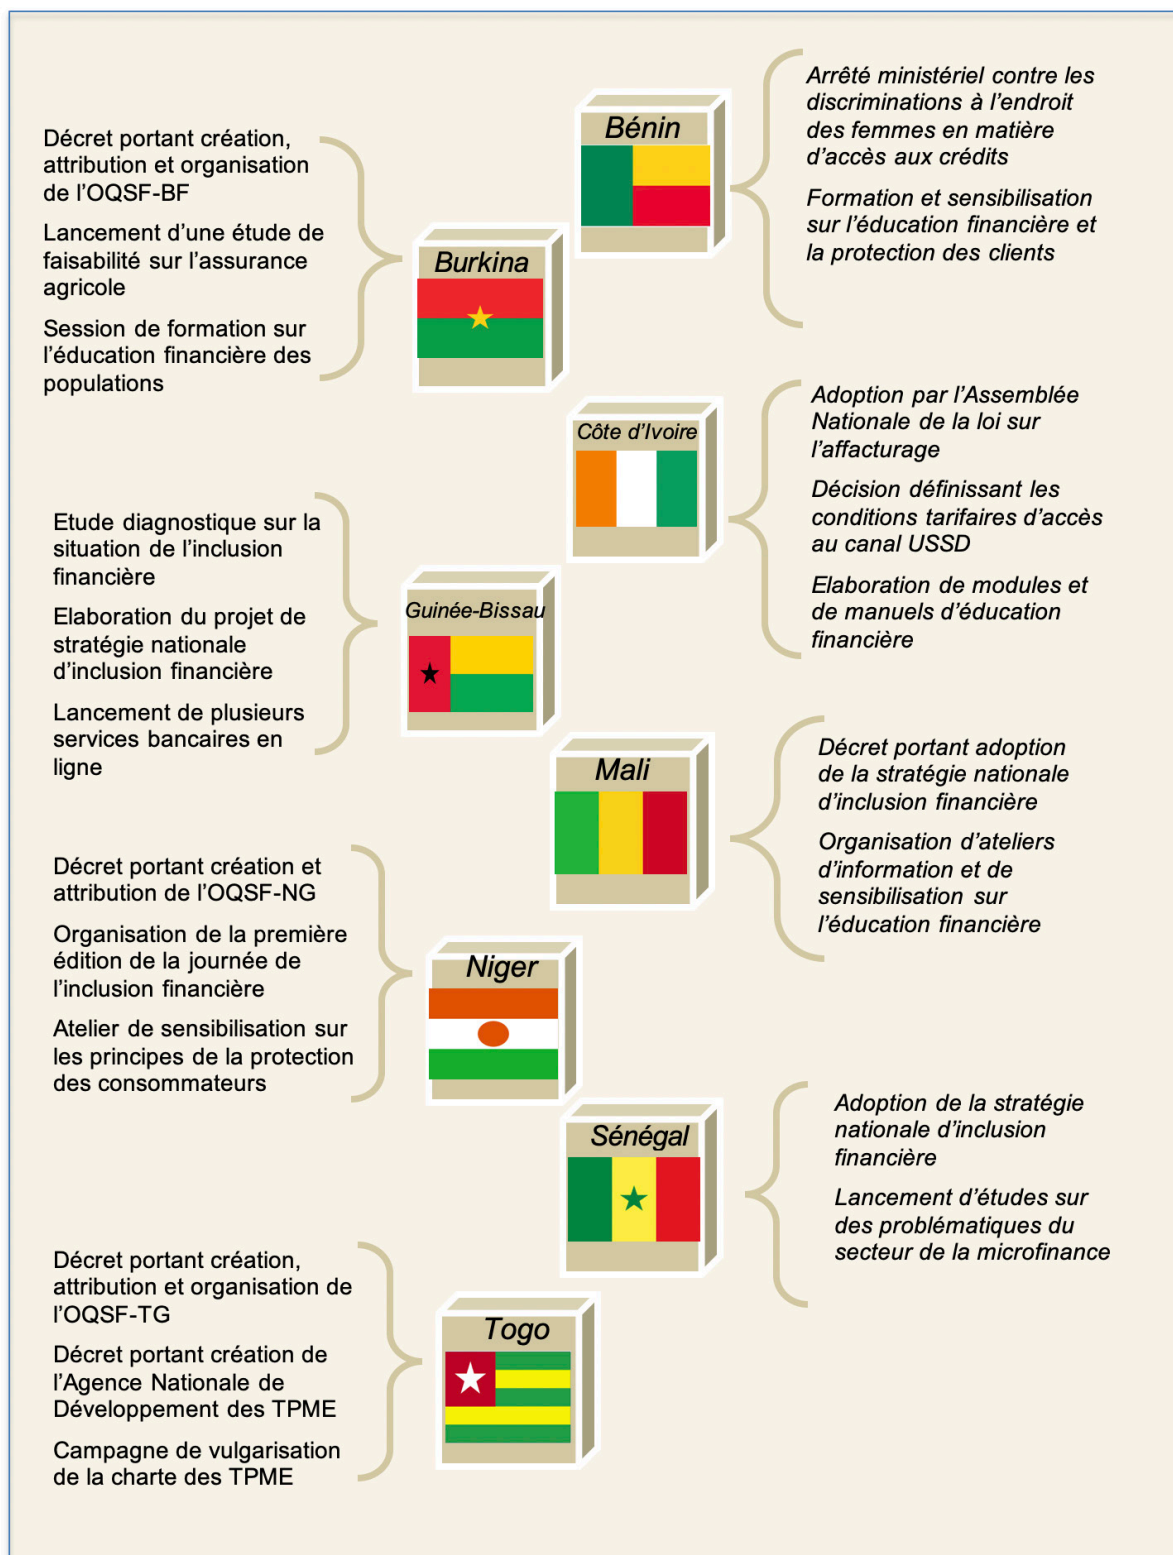 Bénin
Arrêté ministériel contre les
discriminations à l’endroit
des femmes en matière
d’accès aux crédits
Formation et sensibilisation
sur l’éducation financière et
la protection des clients
Décret portant création,
attribution et organisation
de l’OQSF-BF
Lancement d’une étude de
faisabilité sur l’assurance
agricole
Session de formation sur
l’éducation financière des
populations
Burkina
Côte d’Ivoire
Adoption par l’Assemblée
Nationale de la loi sur
l’affacturage
Décision définissant les
conditions tarifaires d’accès
au canal USSD
Elaboration de modules et
de manuels d’éducation
financière
Etude diagnostique sur la
situation de l’inclusion
financière
Elaboration du projet de
stratégie nationale
d’inclusion financière
Lancement de plusieurs
services bancaires en
ligne
Guinée-Bissau
Mali
Décret portant adoption
de la stratégie nationale
d’inclusion financière
Organisation d’ateliers
d’information et de
sensibilisation sur
l’éducation financière
Décret portant création et
attribution de l’OQSF-NG
Organisation de la première
édition de la journée de
l’inclusion financière
Atelier de sensibilisation sur
les principes de la protection
des consommateurs
Niger
Sénégal
Adoption de la stratégie
nationale d’inclusion
financière
Lancement d’études sur
des problématiques du
secteur de la microfinance
Décret portant création,
attribution et organisation de
l’OQSF-TG
Décret portant création de
l’Agence Nationale de
Développement des TPME
Campagne de vulgarisation
de la charte des TPME
Togo